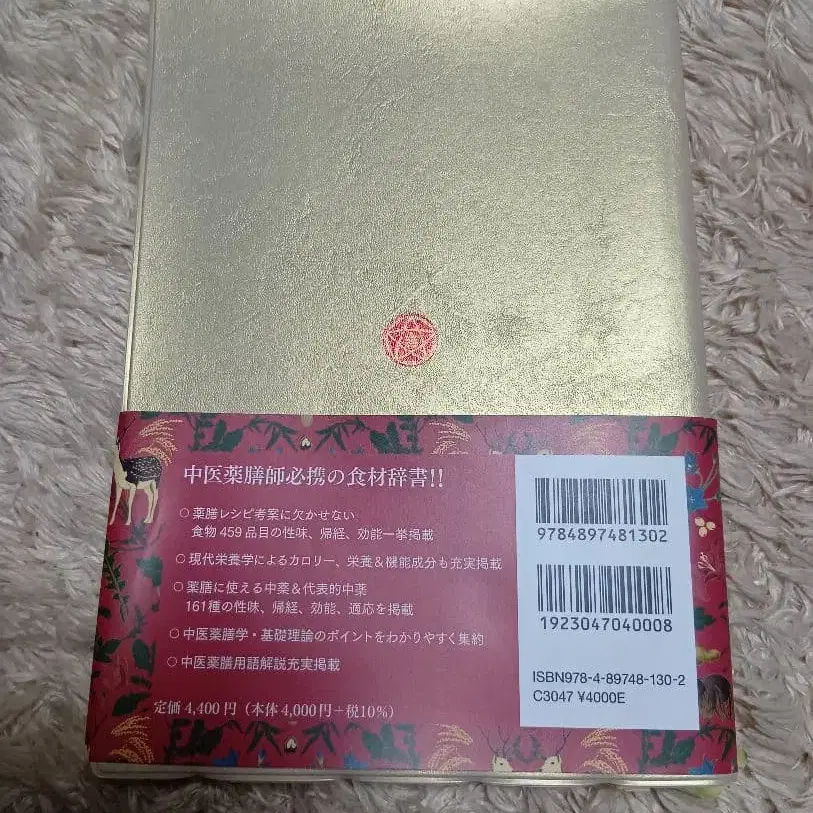 中医薬膳師必携の食材辞書!!
○薬膳レシピ考案に欠かせない
食物459品目の性味、帰経、効能一挙掲載
○現代栄養学によるカロリー、栄養&機能成分も充実掲載
○薬膳に使える中薬&代表的中薬
161種の性味、帰経、効能、適応を掲載
○中医薬膳学・基礎理論のポイントをわかりやすく集約
○中医薬膳用語解説充実掲載
定価4,400円(本体4,000円+税10%)
9784897481302
1923047040008
ISBN978-4-89748-130-2
C3047 ¥4000E